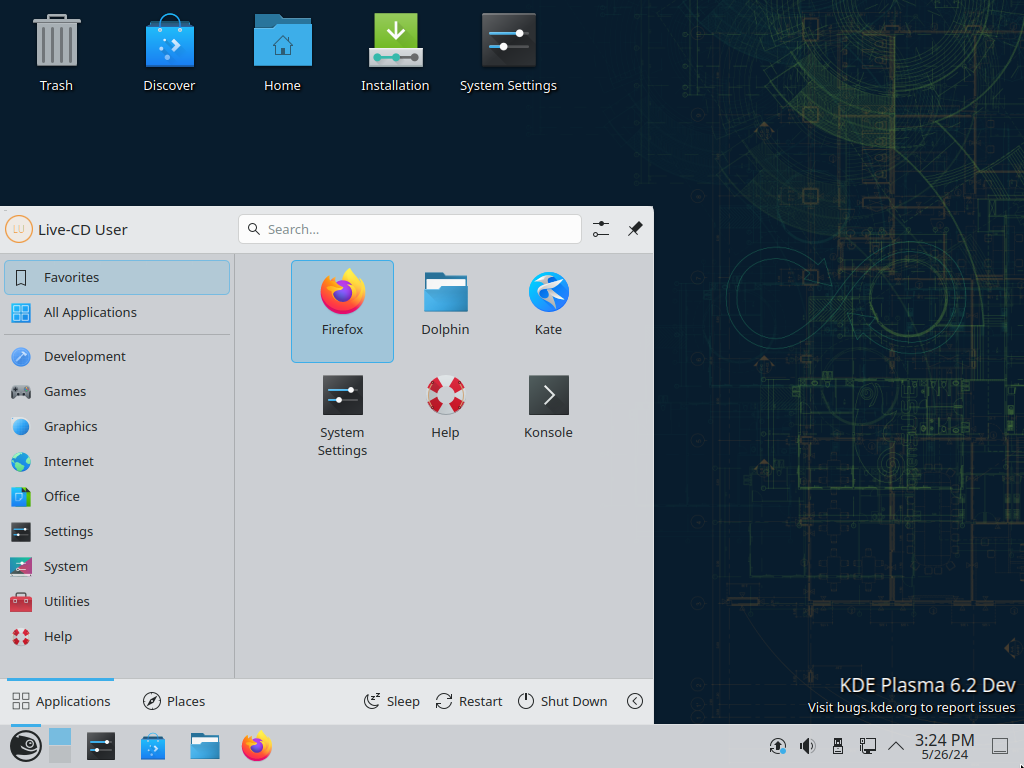 Trash
Discover
Home
Installation
System Settings
LU
Live-CD User
Search...
Favorites
All Applications
Development
Games
Graphics
Internet
Office
Settings
System
Utilities
Help
Firefox
Dolphin
Kate
System
Settings
Help
Konsole
Applications
Places
Sleep
Restart
Shut Down
KDE Plasma 6.2 Dev
Visit bugs.kde.org to report issues
3:24 PM
5/26/24